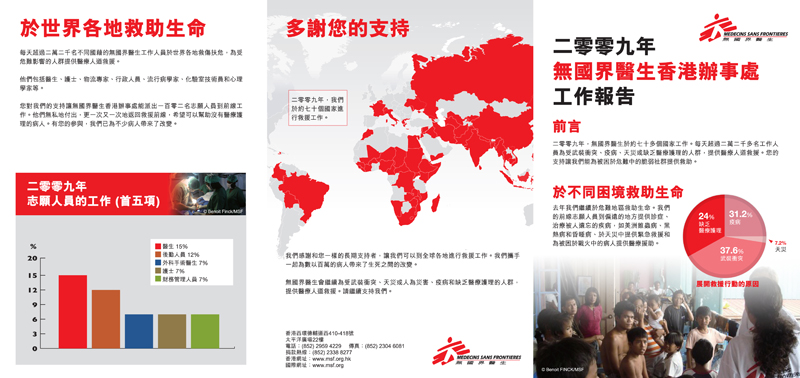 於世界各地救助生命
每天超過二萬二千名不同國籍的無國界醫生工作人員於世界各地救傷扶危，為受
危難影響的人群提供醫療人道救援。
他們包括醫生、護士、物流專家、行政人員、流行病學家、化驗室技術員和心理
學家等。
您對我們的支持讓無國界醫生香港辦事處能派出一百零二名志願人員到前線工
作。他們無私地付出，更一次又一次地返回救援前線，希望可以幫助沒有醫療護
理的病人。有您的參與，我們已為不少病人帶來了改變。
二零零九年
志願人員的工作 (首五項)
© Benoit Finck/MSF
%
20
15
12
9
6
3
0
醫生 15%
後勤人員 12%
外科手術醫生 7%
護士 7%
財務管理人員 7%
多謝您的支持
二零零九年，我們
於約七十個國家進
行救援工作。
我們感謝和您一樣的長期支持者，讓我們可以到全球各地進行救援工作。我們攜手
一起為數以百萬的病人帶來了生死之間的改變。
無國界醫生會繼續為受武裝衝突、天災或人為災害、疫病和缺乏醫療護理的人群，
提供醫療人道救援。請繼續支持我們。
香港西環德輔道西410-418號
太平洋廣場22樓
電話：(852) 2959 4229 傳真：(852) 2304 6081
捐款熱線：(852) 2338 8277
香港網址：www.msf.org.hk
國際網址：www.msf.org
MEDECINS SANS FRONTIERES
無國界醫生
MEDECINS SANS FRONTIERES
無國界醫生
二零零九年
無國界醫生香港辦事處
工作報告
前言
二零零九年，無國界醫生於約七十多個國家工作。每天超過二萬二千多名工作人
員為受武裝衝突、疫病、天災或缺乏醫療護理的人群，提供醫療人道救援。您的
支持讓我們能為被困於危難中的脆弱社群提供救助。
於不同困境救助生命
去年我們繼續於危難地區救助生命。我們
的前線志願人員到偏遠的地方提供診症，
治療被人遺忘的疾病，如美洲錐蟲病、黑
熱病和昏睡病，於天災中提供緊急救援和
為被困於戰火中的病人提供醫療援助。
24%
缺乏
醫療護理
31.2%
疫病
7.2%
天災
37.6%
武裝衝突
展開救援行動的原因
© Benoit FINCK/MSF